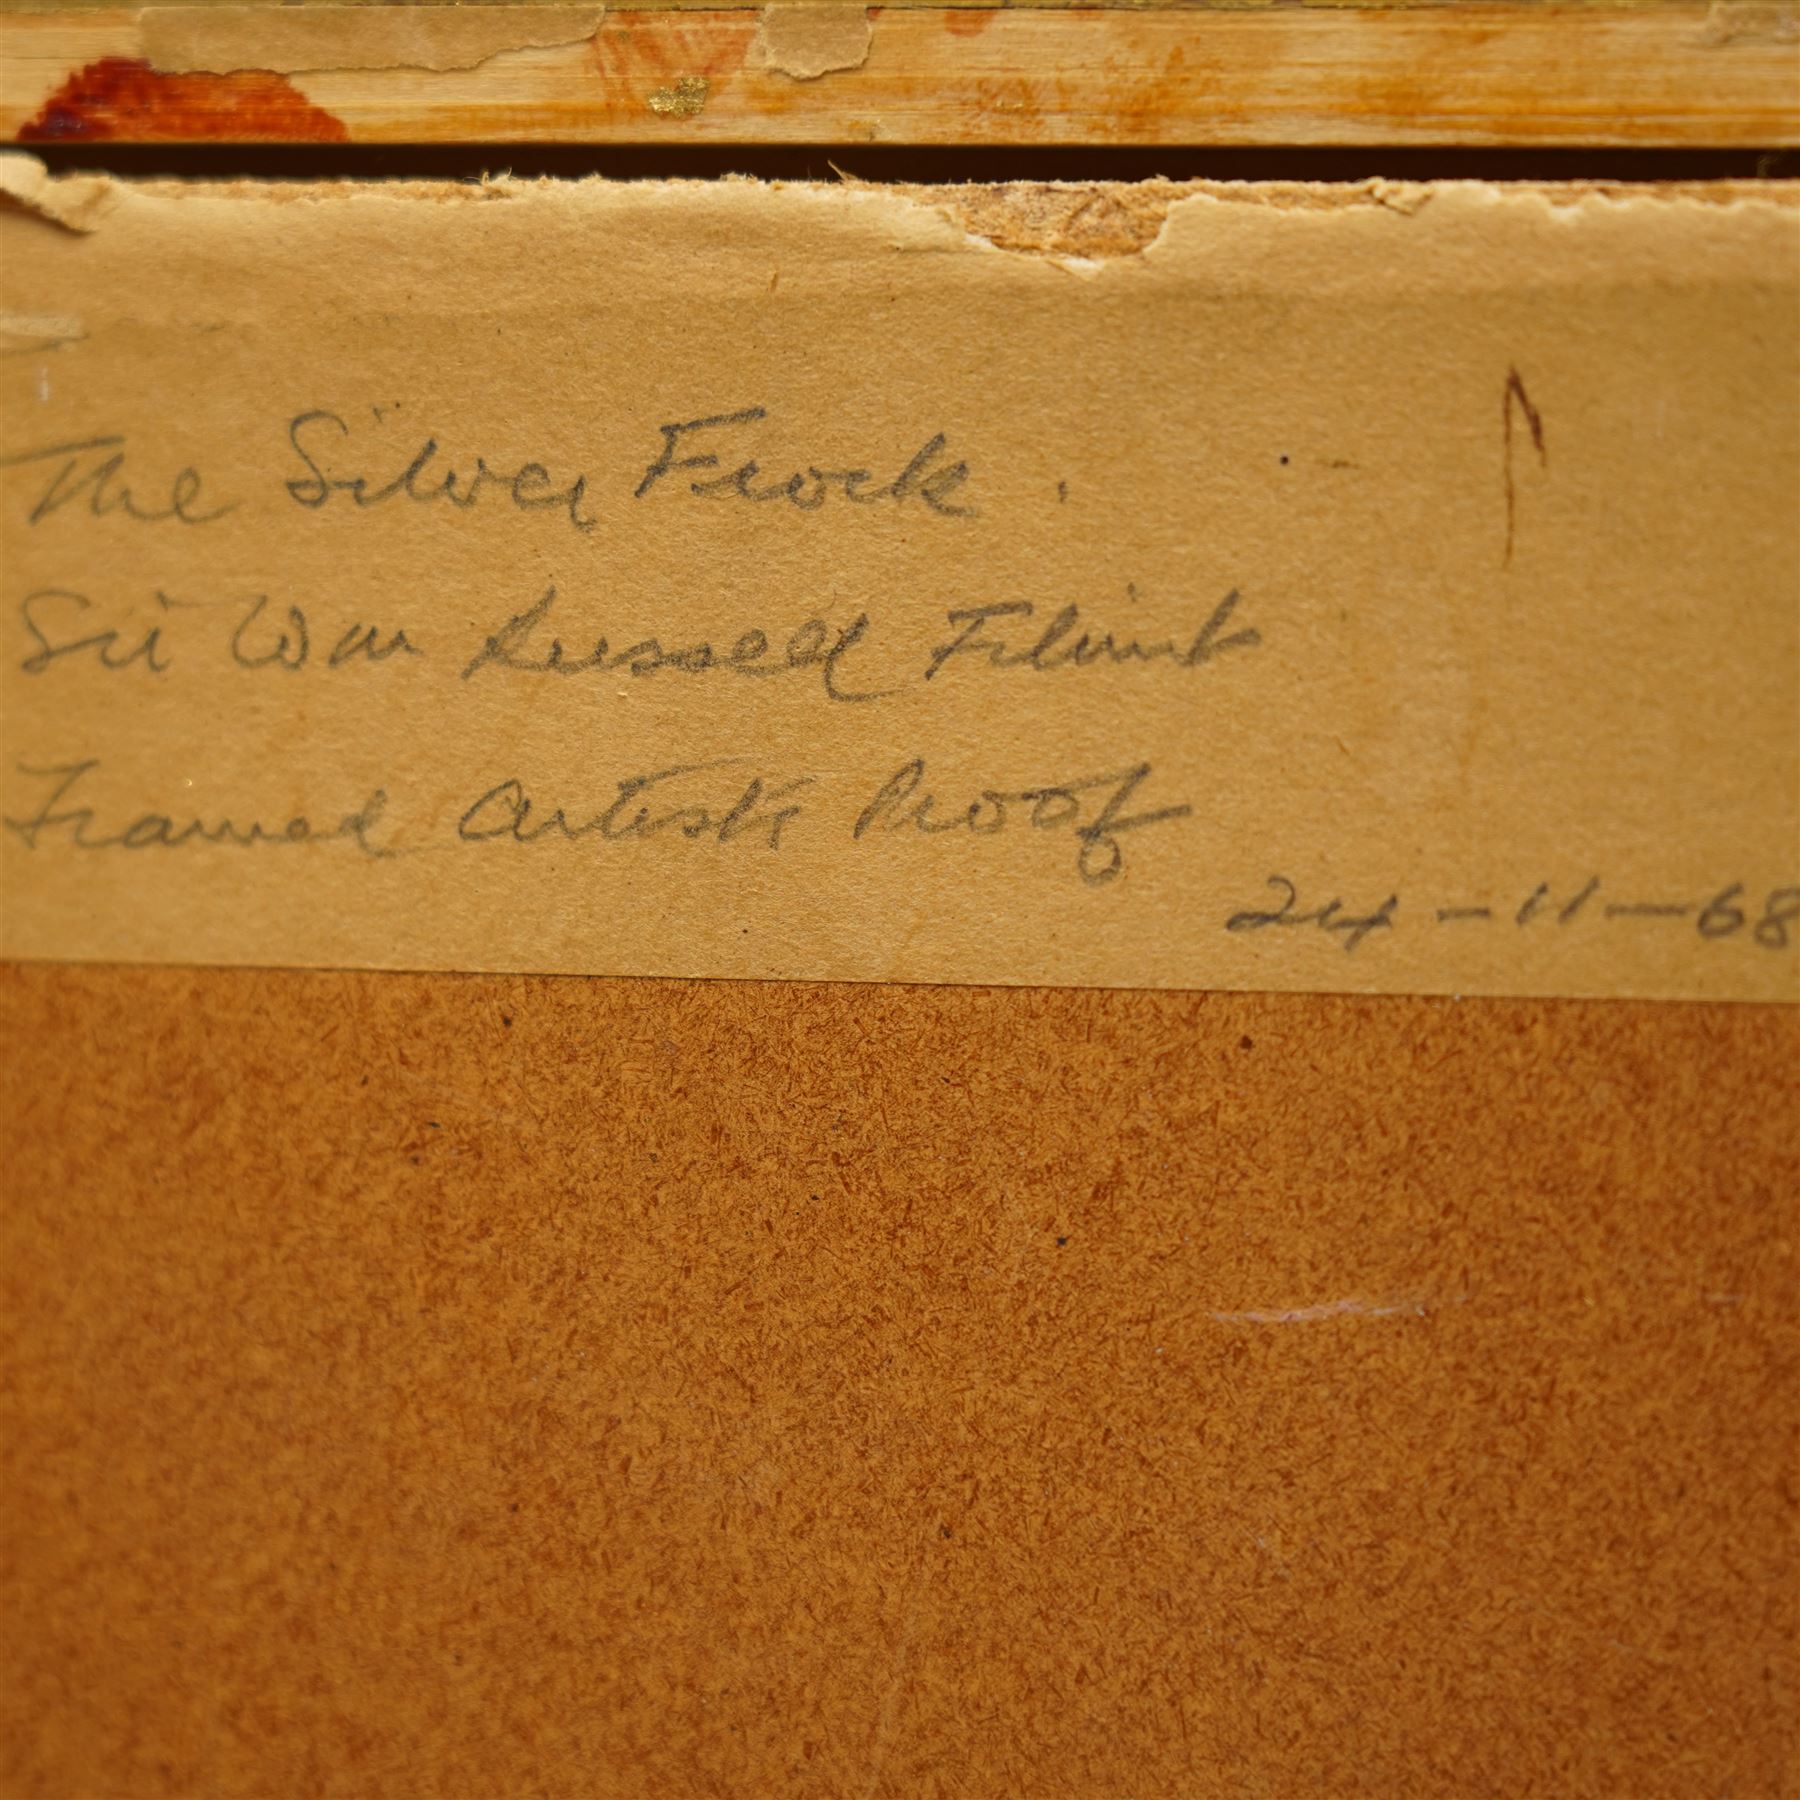 The Silver Frock.
Sir Wm Russell Flint
Framed Artists Proof
24-11-68